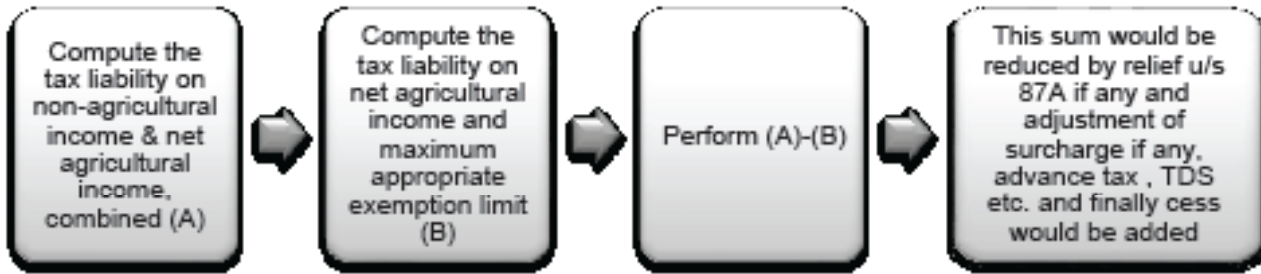 Compute the
tax liability on
non-agricultural
income & net
agricultural
income,
combined (A)
Compute the
tax liability on
net agricultural
income and
maximum
appropriate
exemption limit
(B)
Perform (A)-(B)
This sum would be
reduced by relief u/s
87A if any and
adjustment of
surcharge if any,
advance tax , TDS
etc. and finally cess
would be added